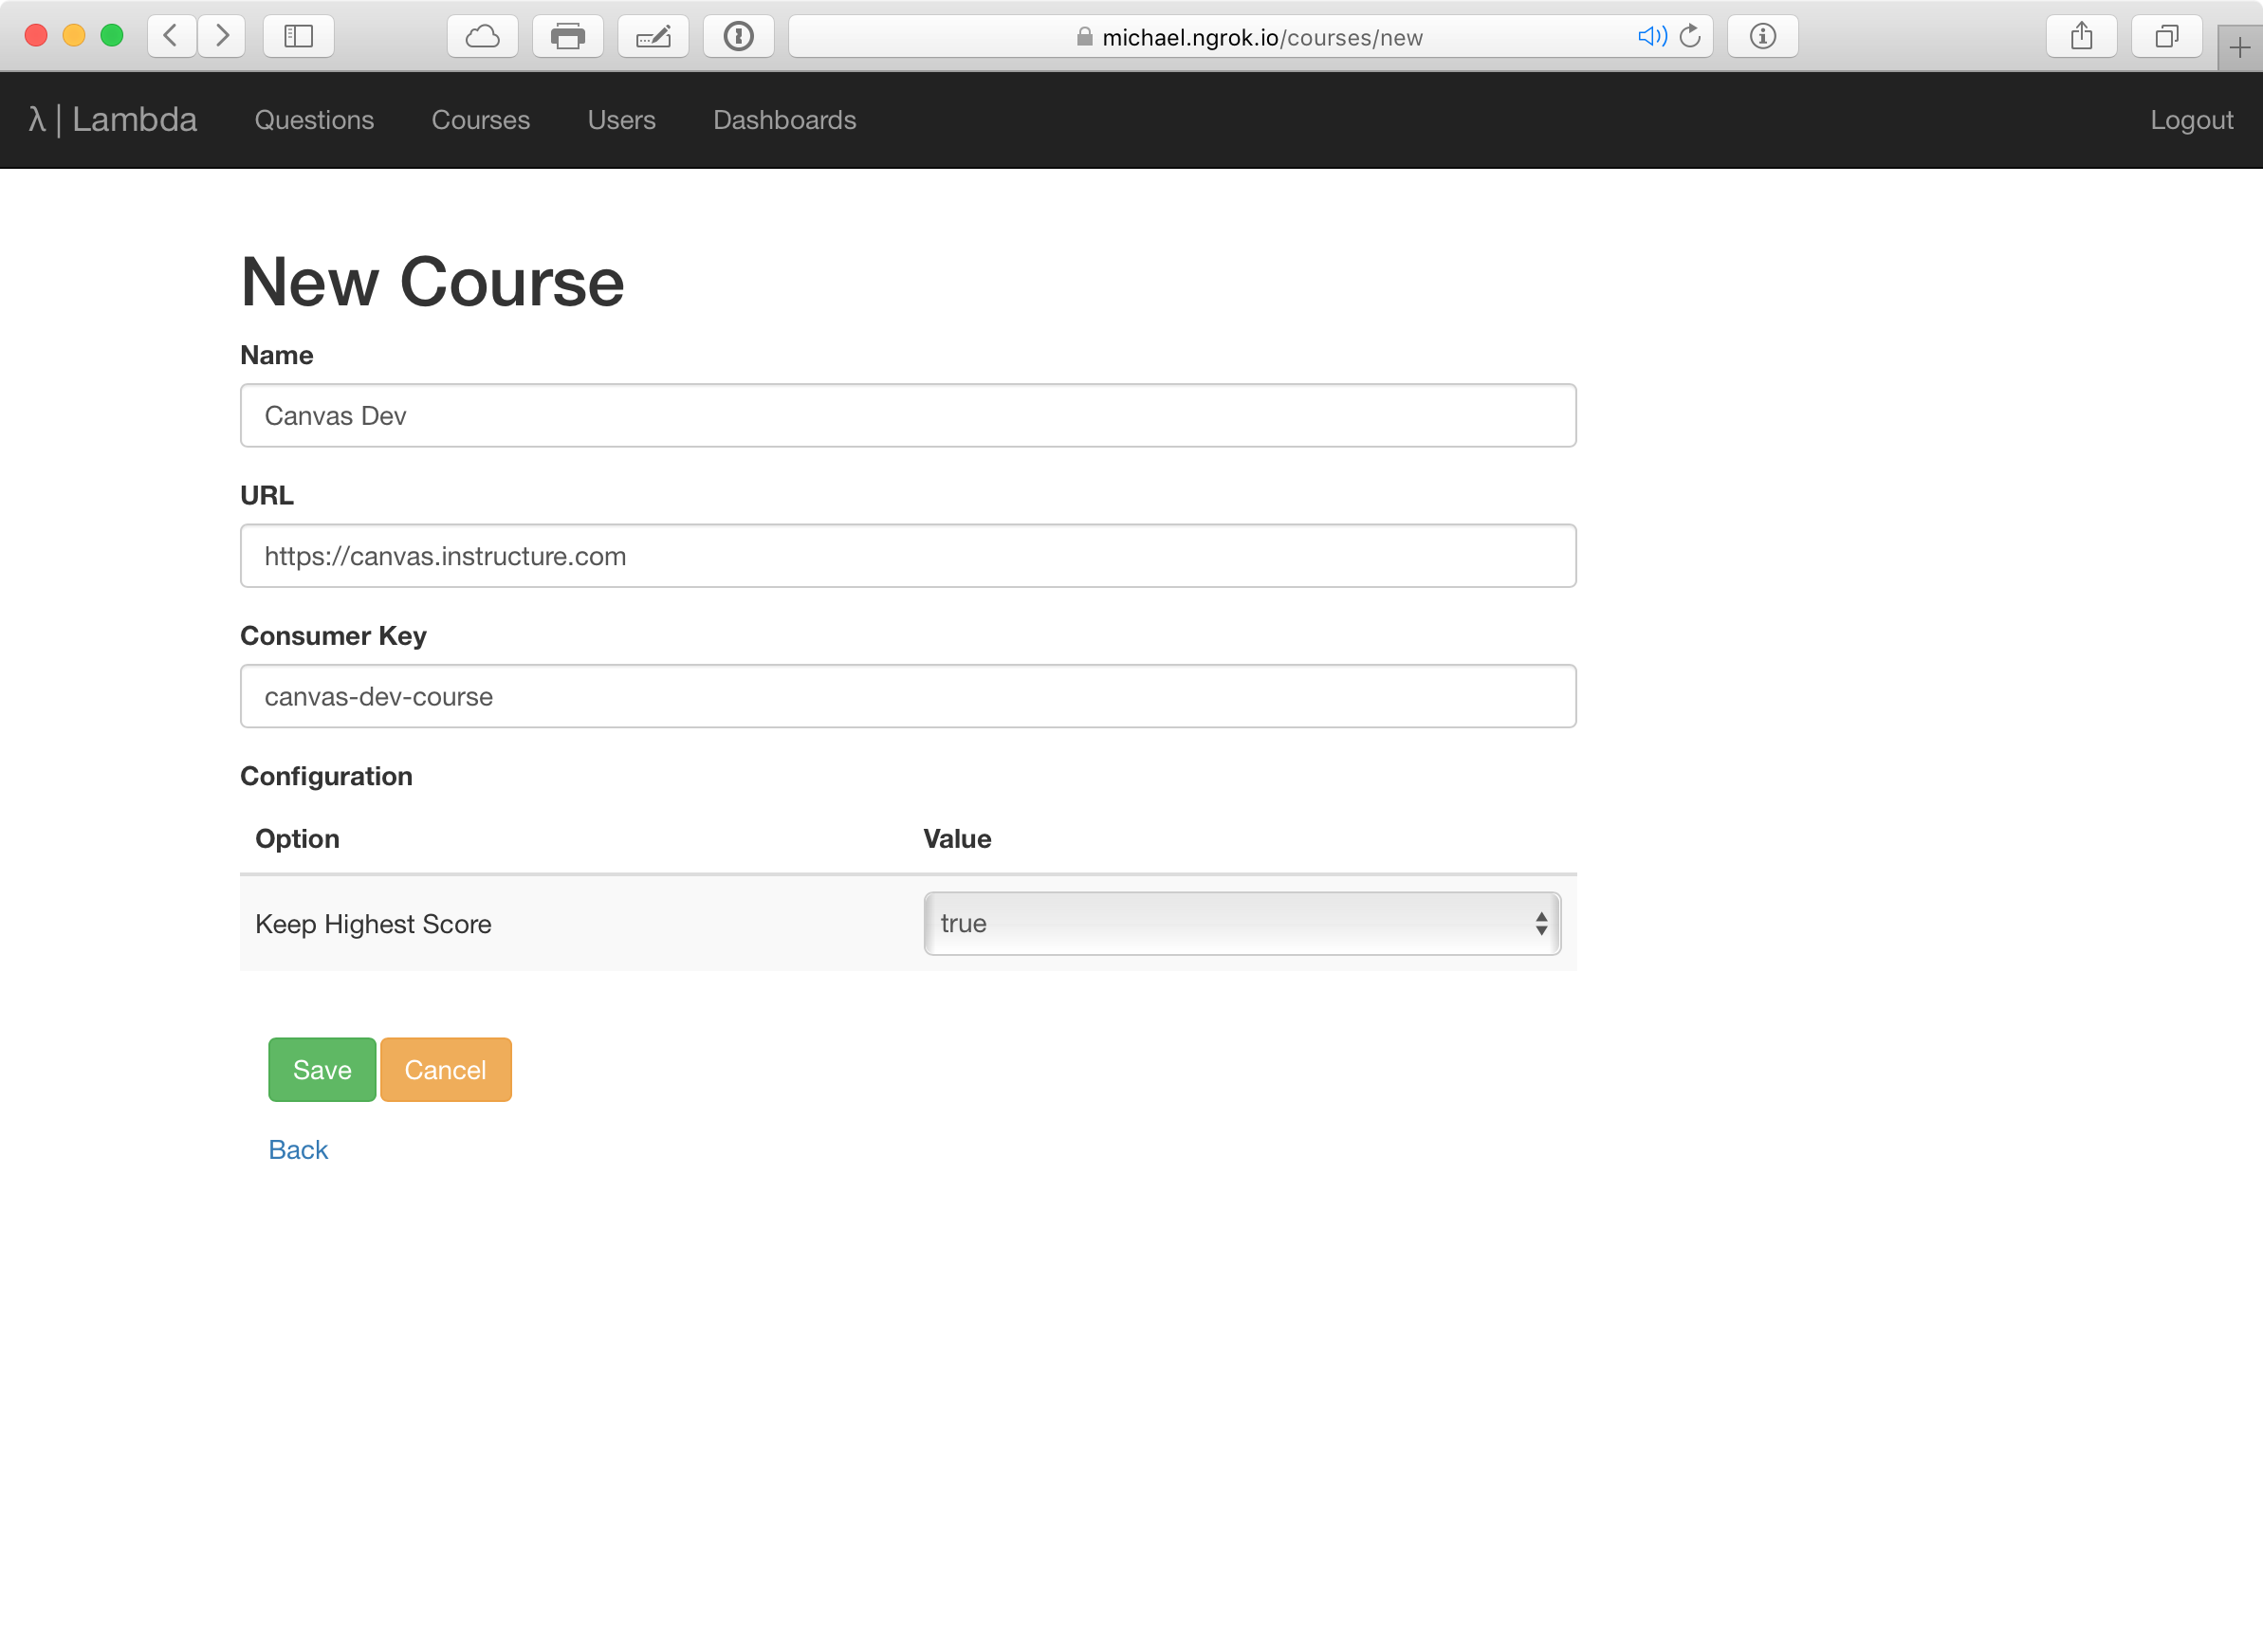 michael.ngrok.io/courses/new
λ | Lambda Questions Courses Users Dashboards Logout
New Course
Name
Canvas Dev
URL
https://canvas.instructure.com
Consumer Key
canvas-dev-course
Configuration
Option Value
Keep Highest Score true
Save Cancel
Back